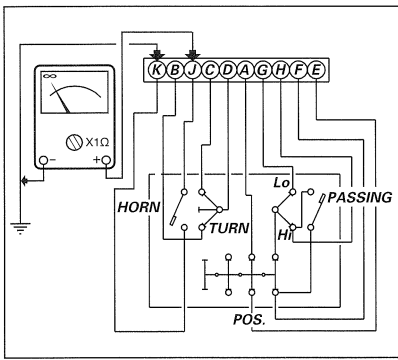 K B J C D A G H F E
∞
X1Ω
− +
Lo
HORN
PASSING
TURN
Hi
POS.